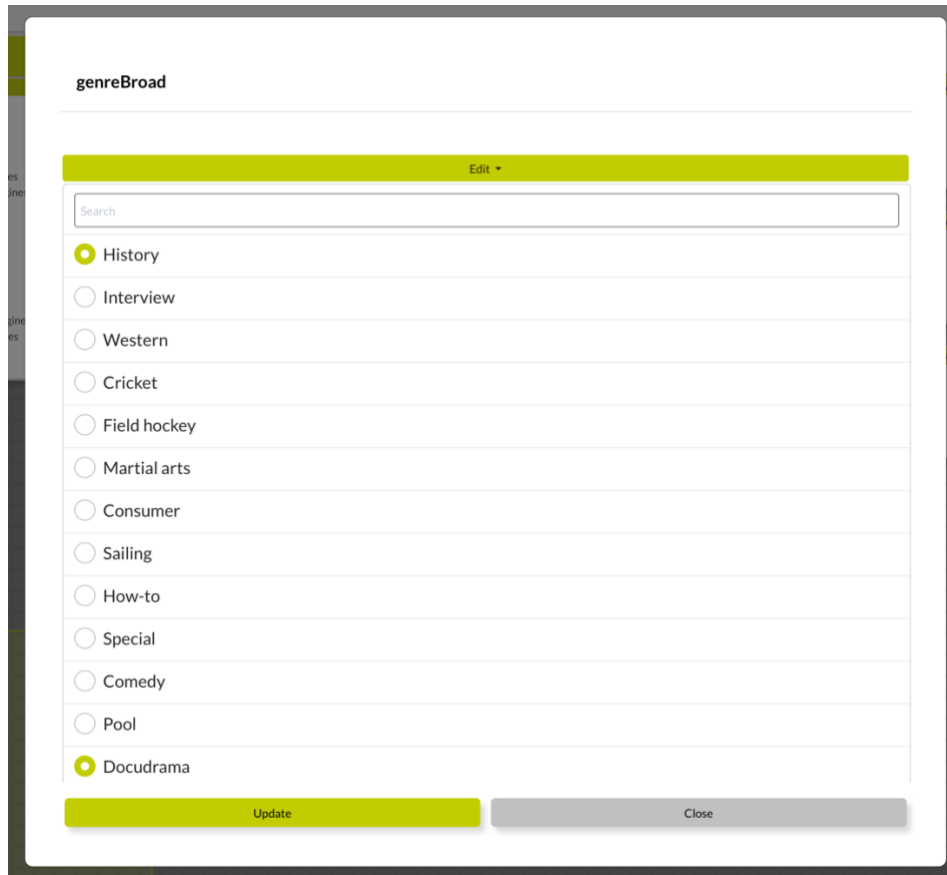 genreBroad
Edit
Search
History
Interview
Western
Cricket
Field hockey
Martial arts
Consumer
Sailing
How-to
Special
Comedy
Pool
Docudrama
Update
Close